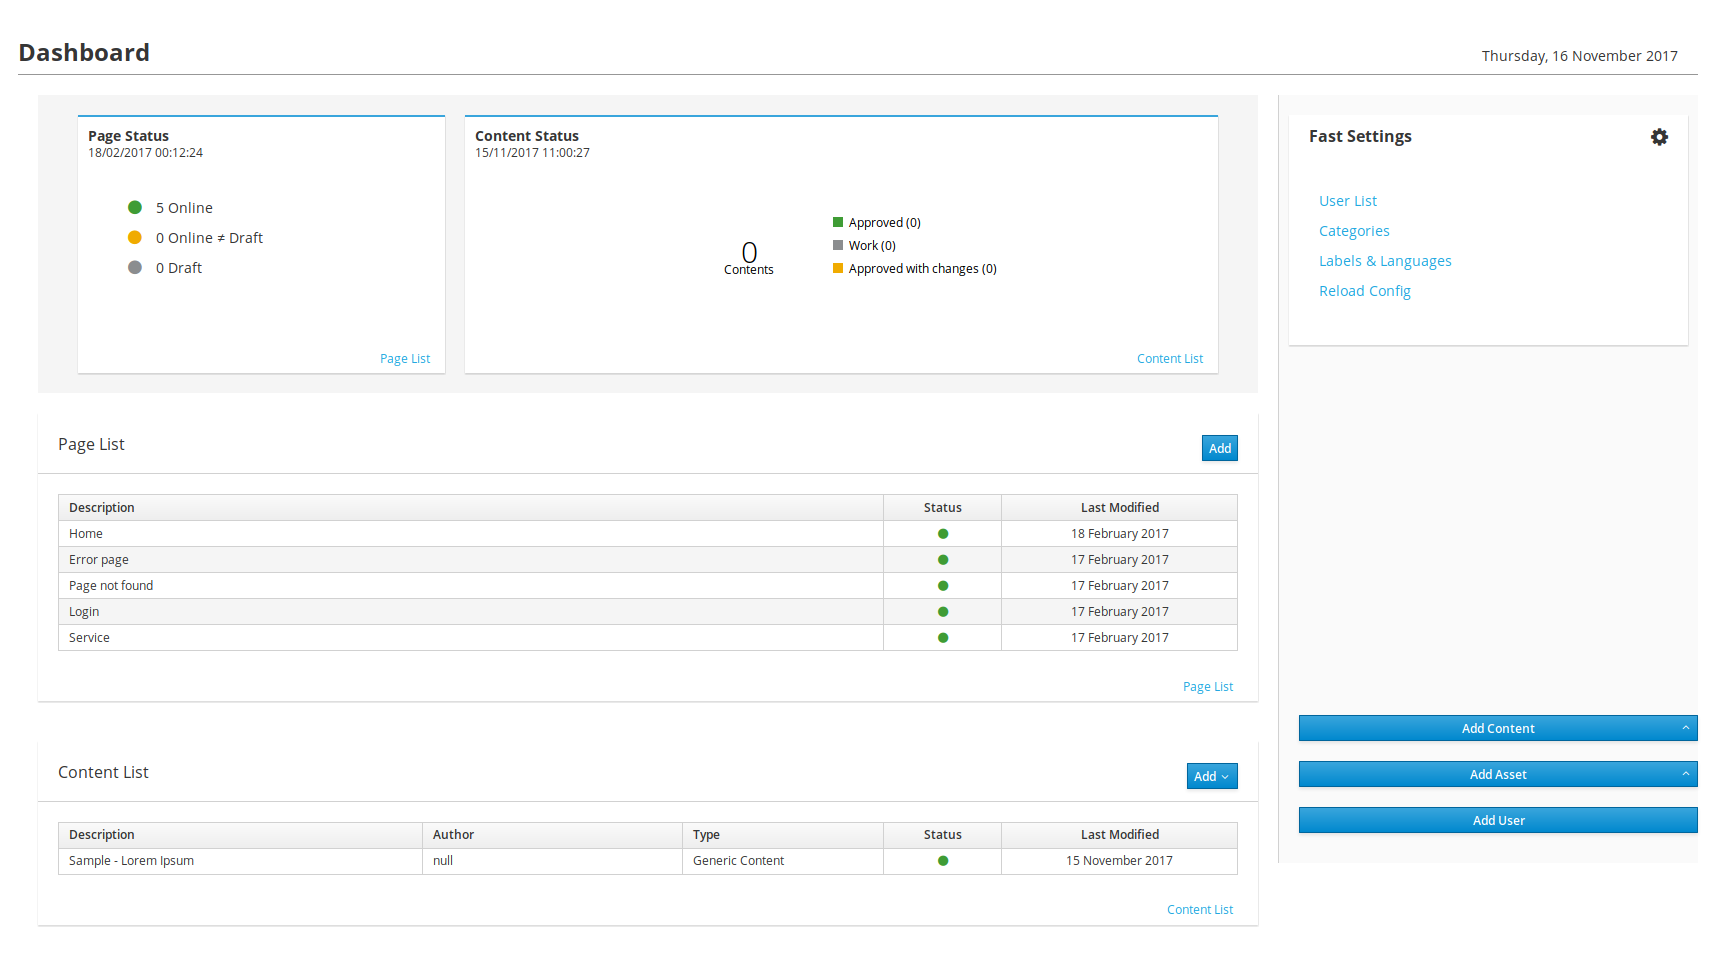 Dashboard
Thursday, 16 November 2017
Page Status
18/02/2017 00:12:24
5 Online
0 Online ≠ Draft
0 Draft
Page List
Content Status
15/11/2017 11:00:27
0
Contents
Approved (0)
Work (0)
Approved with changes (0)
Content List
Fast Settings
User List
Categories
Labels & Languages
Reload Config
Page List
Add
Description Status Last Modified
Home 18 February 2017
Error page 17 February 2017
Page not found 17 February 2017
Login 17 February 2017
Service 17 February 2017
Page List
Content List
Add
Description Author Type Status Last Modified
Sample - Lorem Ipsum null Generic Content 15 November 2017
Content List
Add Content
Add Asset
Add User